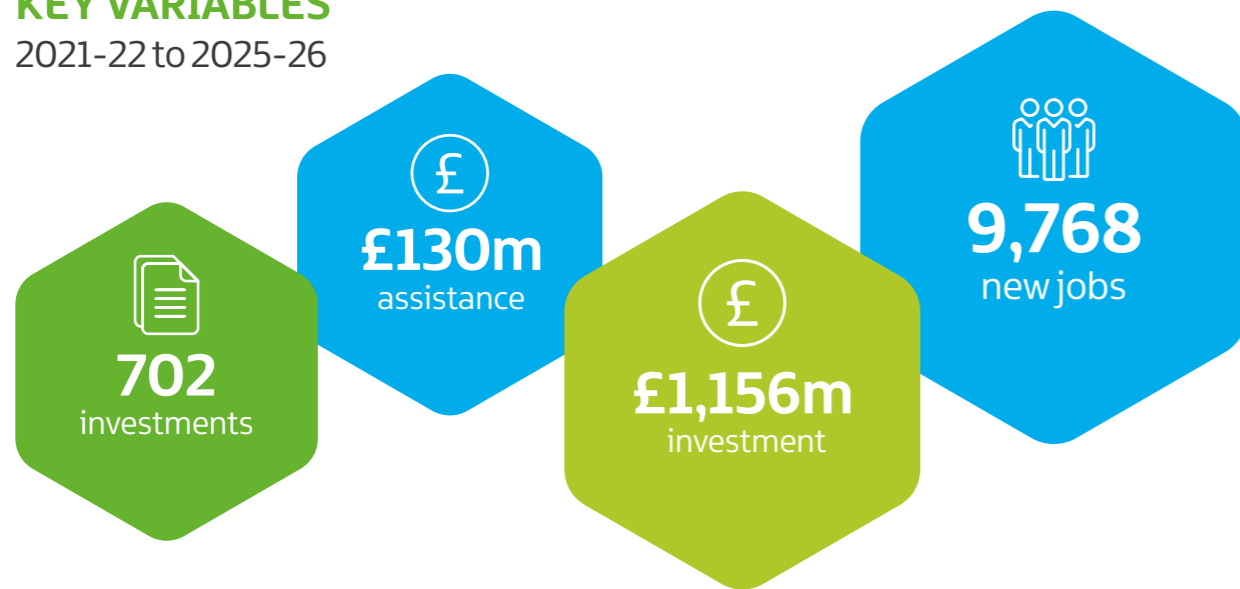 KEY VARIABLES
2021-22 to 2025-26
702
investments
£
£130m
assistance
£
£1,156m
investment
9,768
new jobs